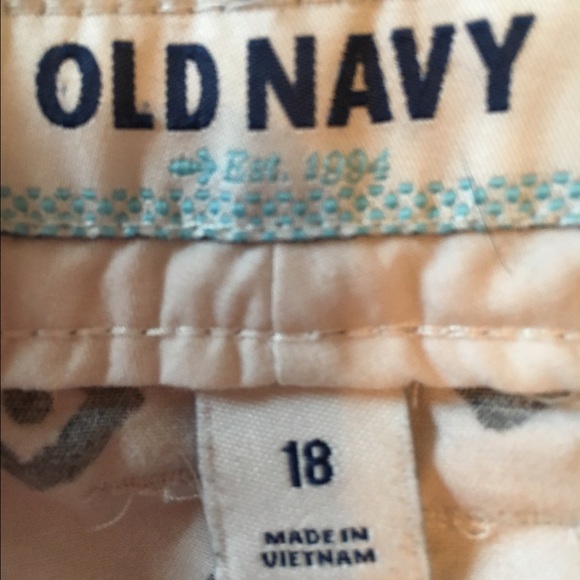 OLD NAVY
Est. 1994
18
MADE IN
VIETNAM